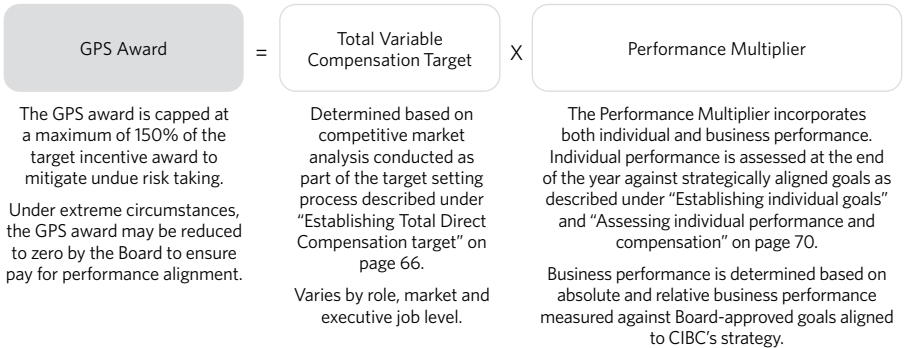 GPS Award
=
Total Variable
Compensation Target
X
Performance Multiplier
The GPS award is capped at
a maximum of 150% of the
target incentive award to
mitigate undue risk taking.
Under extreme circumstances,
the GPS award may be reduced
to zero by the Board to ensure
pay for performance alignment.
Determined based on
competitive market
analysis conducted as
part of the target setting
process described under
“Establishing Total Direct
Compensation target” on
page 66.
Varies by role, market and
executive job level.
The Performance Multiplier incorporates
both individual and business performance.
Individual performance is assessed at the end
of the year against strategically aligned goals as
described under “Establishing individual goals”
and “Assessing individual performance and
compensation” on page 70.
Business performance is determined based on
absolute and relative business performance
measured against Board-approved goals aligned
to CIBC’s strategy.